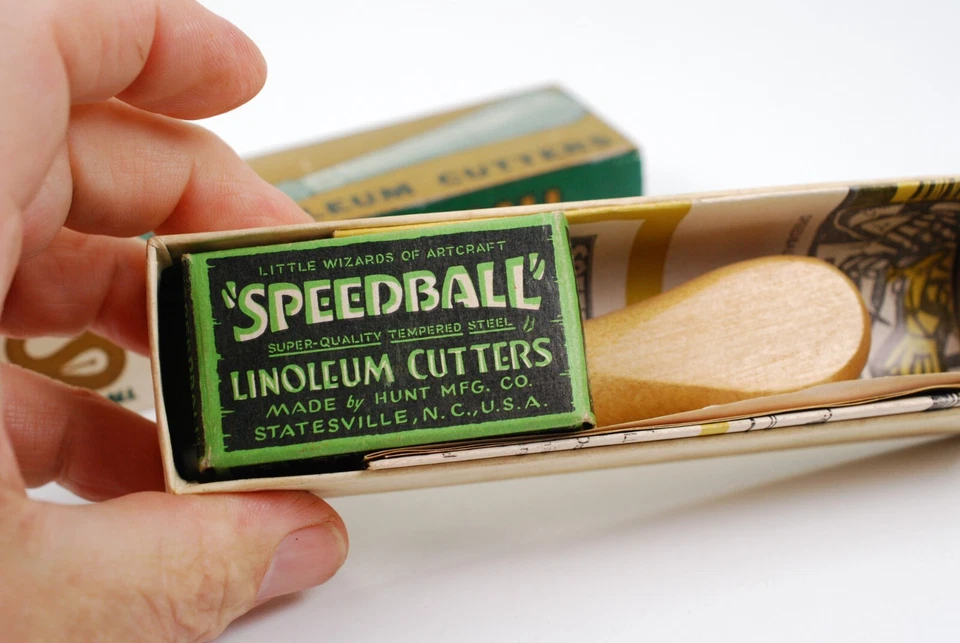 LEUM CUTTERS
LITTLE WIZARDS OF ARTCRAFT
"SPEEDBALL"
SUPER-QUALITY TEMPERED STEEL
LINOLEUM CUTTERS
MADE by HUNT MFG. CO.
STATESVILLE, N.C., U.S.A.